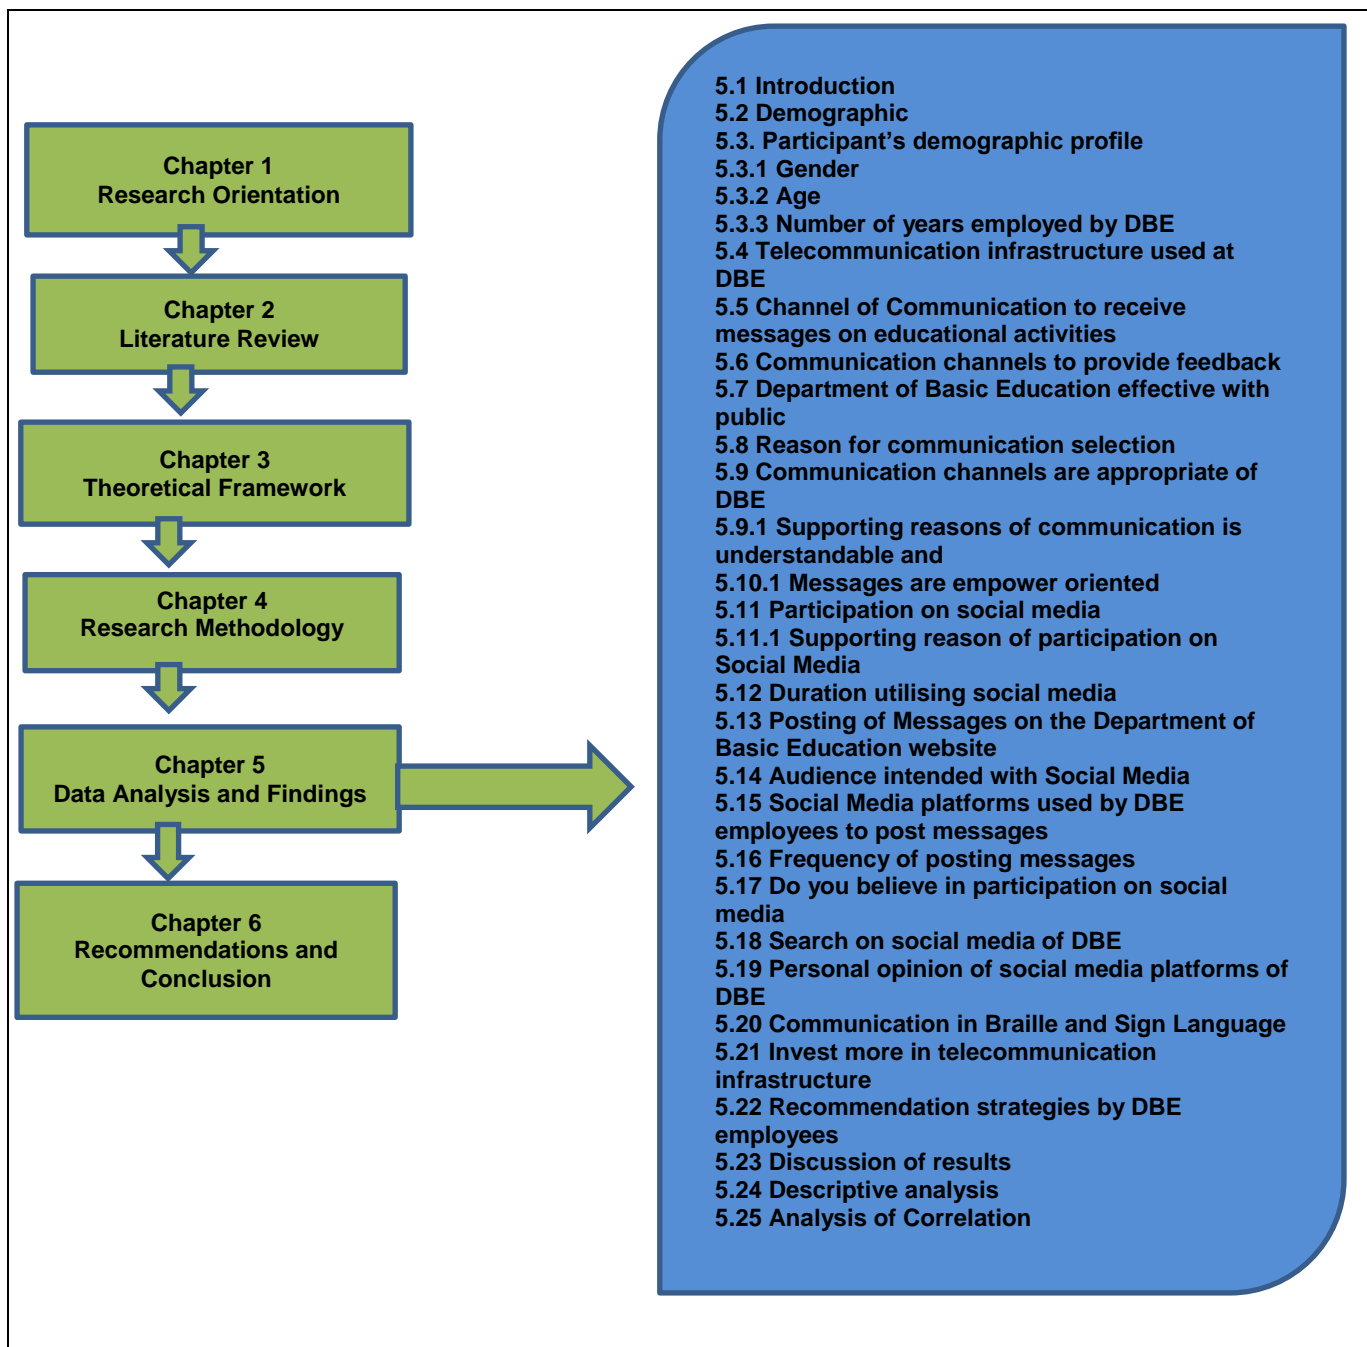 Chapter 1
Research Orientation
Chapter 2
Literature Review
Chapter 3
Theoretical Framework
Chapter 4
Research Methodology
Chapter 5
Data Analysis and Findings
Chapter 6
Recommendations and
Conclusion
5.1 Introduction
5.2 Demographic
5.3. Participant’s demographic profile
5.3.1 Gender
5.3.2 Age
5.3.3 Number of years employed by DBE
5.4 Telecommunication infrastructure used at
DBE
5.5 Channel of Communication to receive
messages on educational activities
5.6 Communication channels to provide feedback
5.7 Department of Basic Education effective with
public
5.8 Reason for communication selection
5.9 Communication channels are appropriate of
DBE
5.9.1 Supporting reasons of communication is
understandable and
5.10.1 Messages are empower oriented
5.11 Participation on social media
5.11.1 Supporting reason of participation on
Social Media
5.12 Duration utilising social media
5.13 Posting of Messages on the Department of
Basic Education website
5.14 Audience intended with Social Media
5.15 Social Media platforms used by DBE
employees to post messages
5.16 Frequency of posting messages
5.17 Do you believe in participation on social
media
5.18 Search on social media of DBE
5.19 Personal opinion of social media platforms of
DBE
5.20 Communication in Braille and Sign Language
5.21 Invest more in telecommunication
infrastructure
5.22 Recommendation strategies by DBE
employees
5.23 Discussion of results
5.24 Descriptive analysis
5.25 Analysis of Correlation